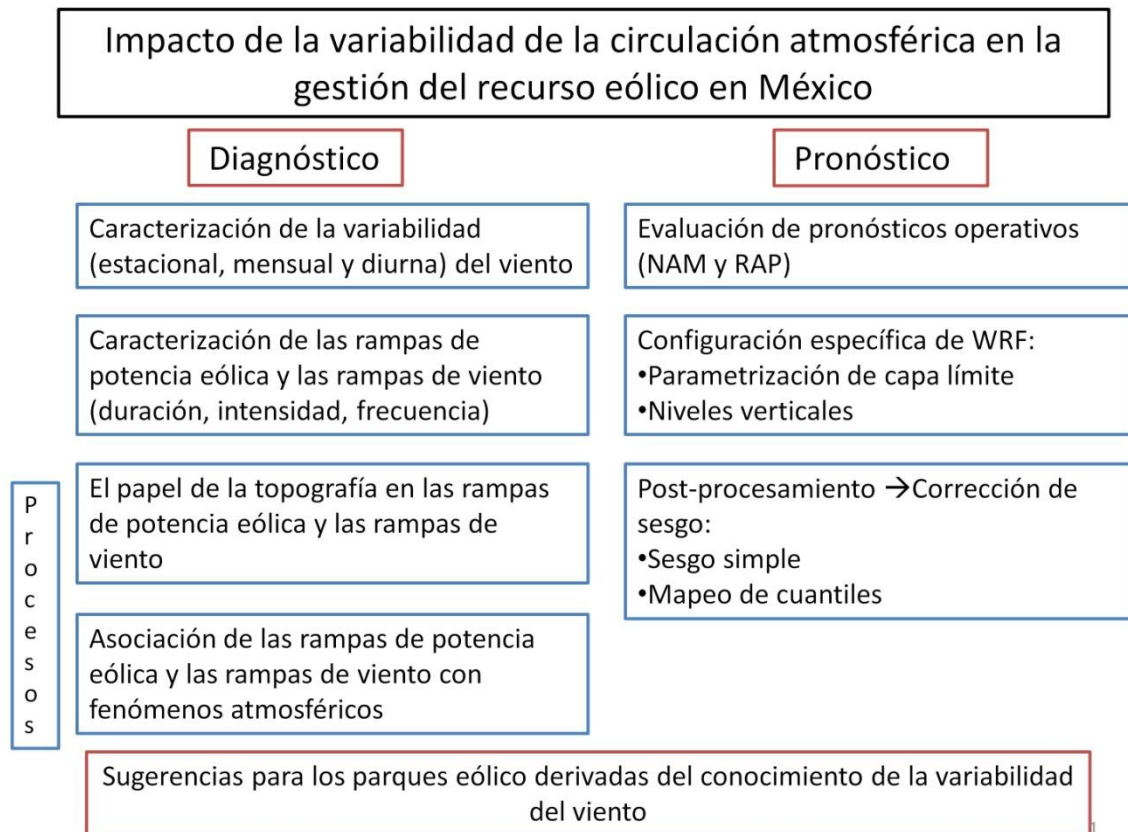 Impacto de la variabilidad de la circulación atmosférica en la
gestión del recurso eólico en México
Diagnóstico
Caracterización de la variabilidad
(estacional, mensual y diurna) del viento
Caracterización de las rampas de
potencia eólica y las rampas de viento
(duración, intensidad, frecuencia)
Procesos
El papel de la topografía en las rampas
de potencia eólica y las rampas de
viento
Asociación de las rampas de potencia
eólica y las rampas de viento con
fenómenos atmosféricos
Pronóstico
Evaluación de pronósticos operativos
(NAM y RAP)
Configuración específica de WRF:
•Parametrización de capa límite
•Niveles verticales
Post-procesamiento →Corrección de
sesgo:
•Sesgo simple
•Mapeo de cuantiles
Sugerencias para los parques eólico derivadas del conocimiento de la variabilidad
del viento
1